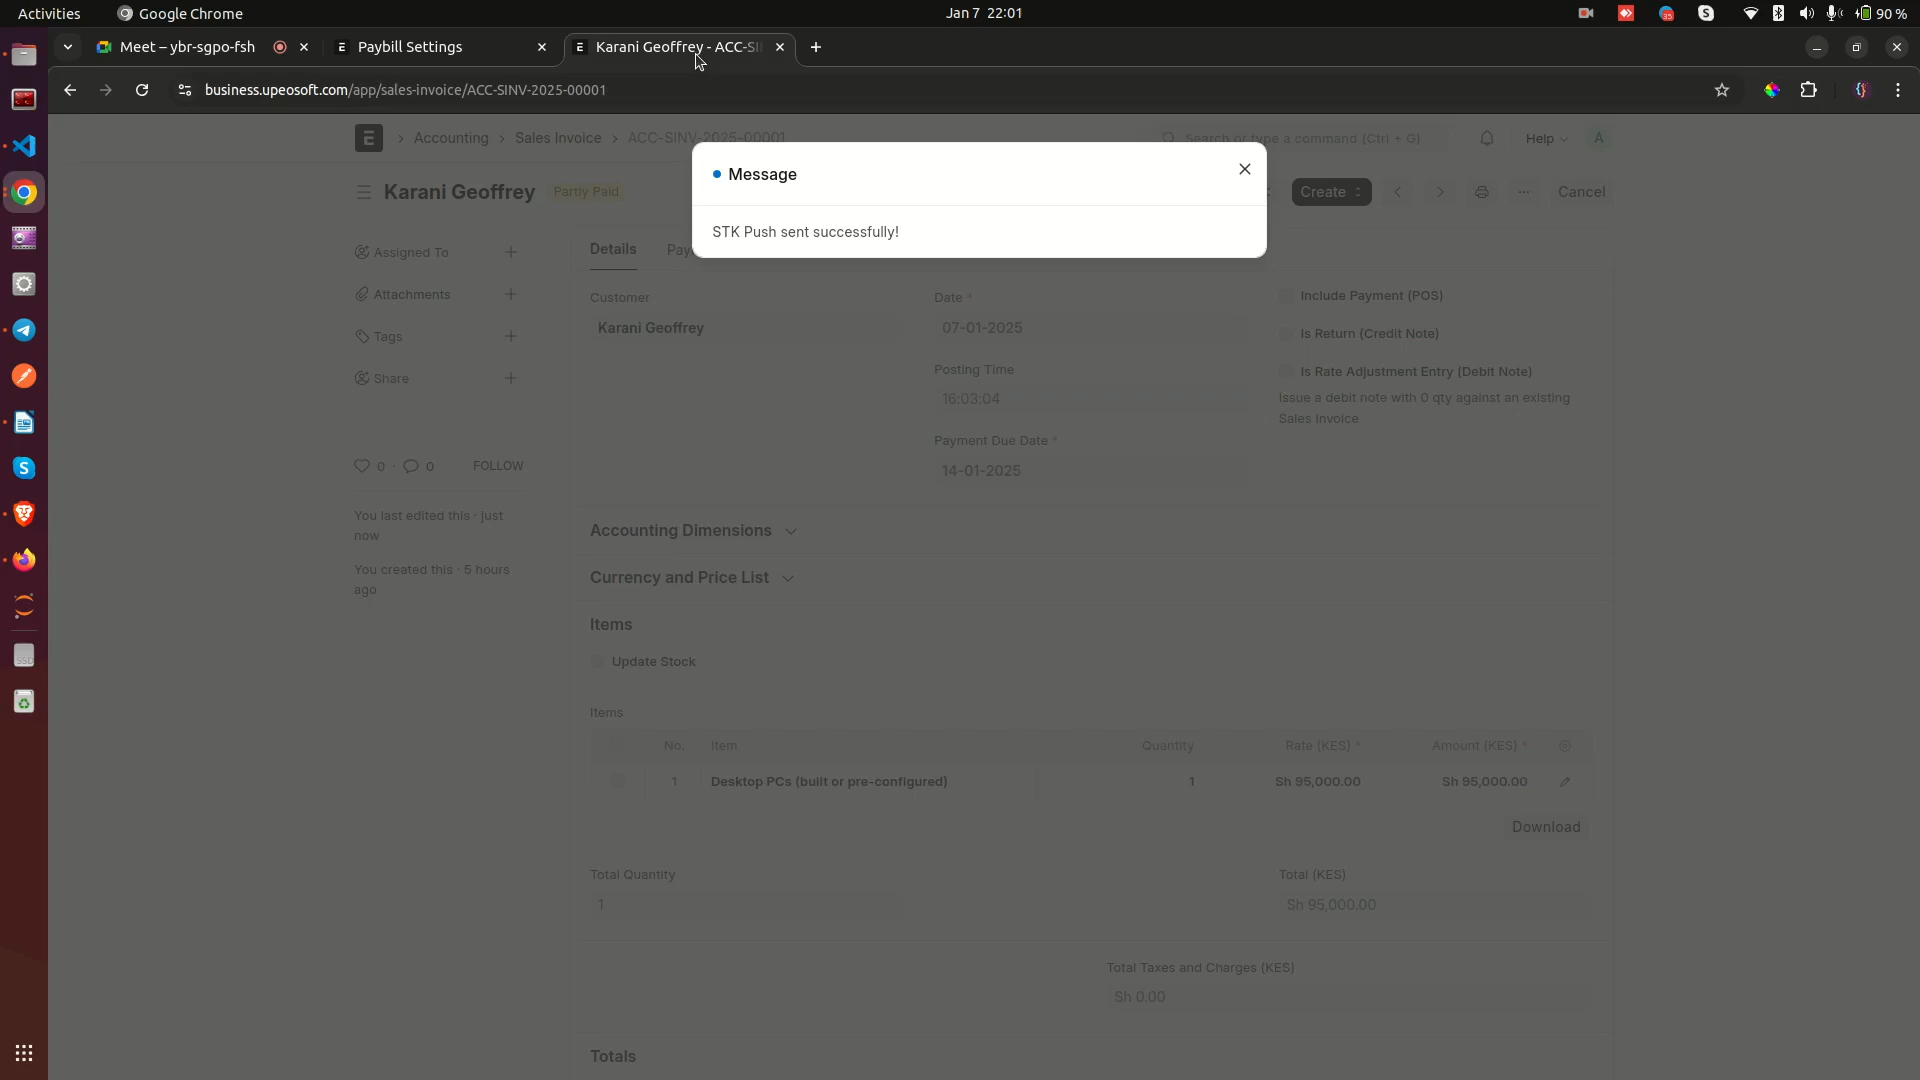 Activities
Google Chrome
Jan 7 22:01
35
90 %
Meet – ybr-sgpo-fsh
Paybill Settings
Karani Geoffrey - ACC-SI
business.upeosoft.com/app/sales-invoice/ACC-SINV-2025-00001
E
Accounting
Sales Invoice
ACC-SINV-2025-00001
Search or type a command (Ctrl + G)
Help
A
Message
STK Push sent successfully!
Karani Geoffrey
Partly Paid
Create
Cancel
Assigned To
Attachments
Tags
Share
0 · 0
FOLLOW
You last edited this · just
now
You created this · 5 hours
ago
Details
Customer
Karani Geoffrey
Date *
07-01-2025
Posting Time
16:03:04
Payment Due Date *
14-01-2025
Include Payment (POS)
Is Return (Credit Note)
Is Rate Adjustment Entry (Debit Note)
Issue a debit note with 0 qty against an existing
Sales Invoice
Accounting Dimensions
Currency and Price List
Items
Update Stock
Items
No. Item Quantity Rate (KES) * Amount (KES) *
1 Desktop PCs (built or pre-configured) 1 Sh 95,000.00 Sh 95,000.00
Download
Total Quantity
1
Total (KES)
Sh 95,000.00
Total Taxes and Charges (KES)
Sh 0.00
Totals
SSD